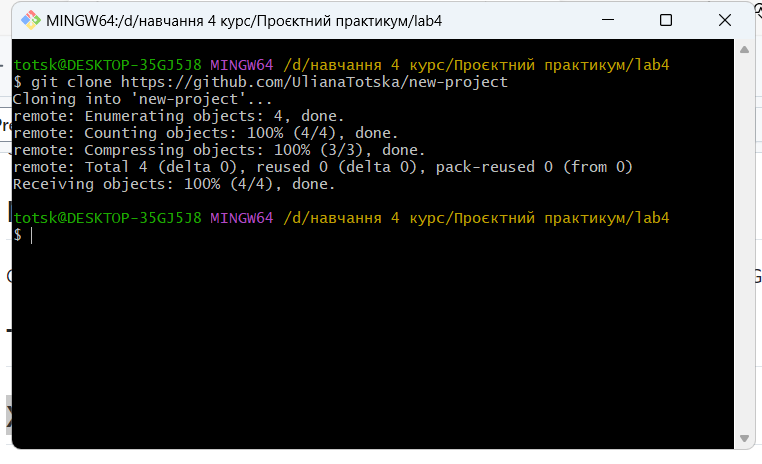 MINGW64:/d/навчання 4 курс/Проєктний практикум/lab4
totsk@DESKTOP-35GJ5J8 MINGW64 /d/навчання 4 курс/Проєктний практикум/lab4
$ git clone https://github.com/UlianaTotska/new-project
Cloning into 'new-project'...
remote: Enumerating objects: 4, done.
remote: Counting objects: 100% (4/4), done.
remote: Compressing objects: 100% (3/3), done.
remote: Total 4 (delta 0), reused 0 (delta 0), pack-reused 0 (from 0)
Receiving objects: 100% (4/4), done.
totsk@DESKTOP-35GJ5J8 MINGW64 /d/навчання 4 курс/Проєктний практикум/lab4
$